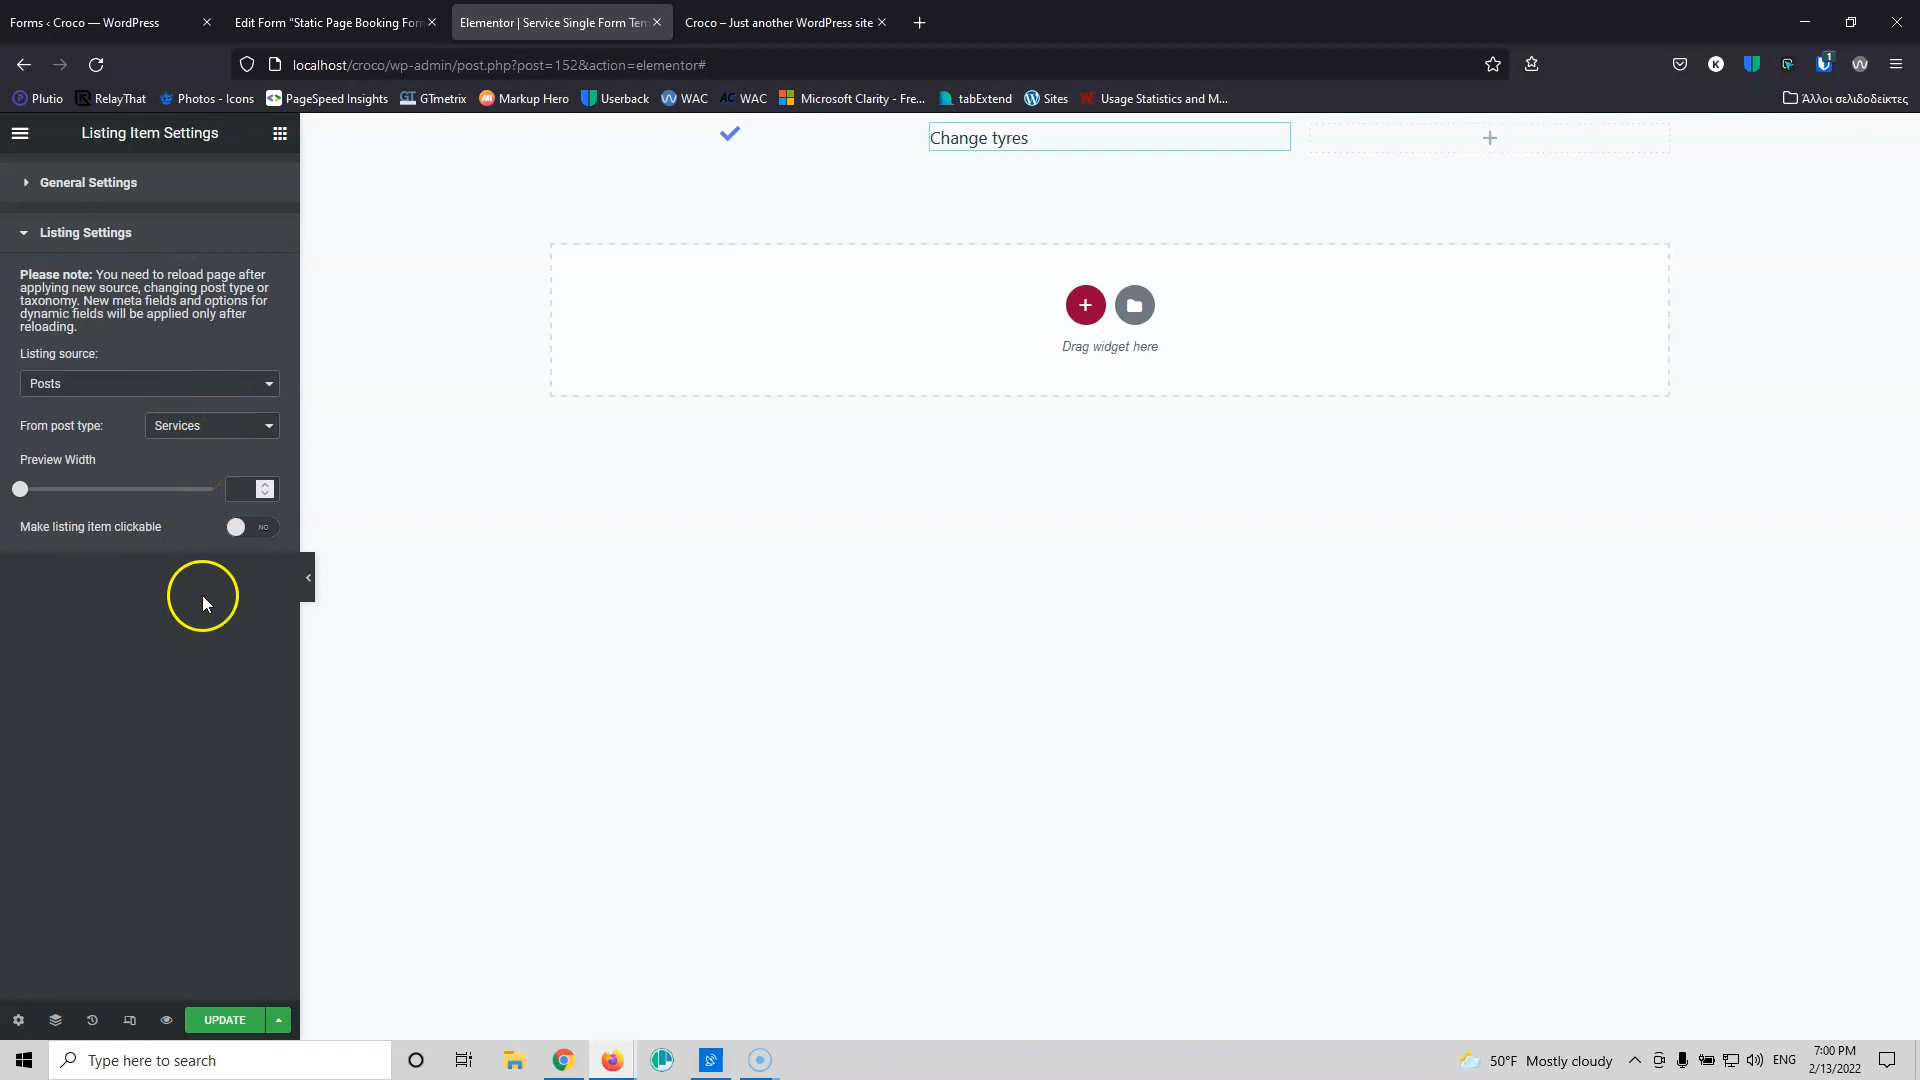 Forms ‹ Croco — WordPress
Edit Form “Static Page Booking For
Elementor | Service Single Form Tem
Croco – Just another WordPress site
localhost/croco/wp-admin/post.php?post=152&action=elementor#
Plutio
RelayThat
Photos - Icons
PageSpeed Insights
GTmetrix
Markup Hero
Userback
WAC
WAC
Microsoft Clarity - Fre...
tabExtend
Sites
Usage Statistics and M...
Άλλοι σελιδοδείκτες
Listing Item Settings
Change tyres
General Settings
Listing Settings
Please note: You need to reload page after
applying new source, changing post type or
taxonomy. New meta fields and options for
dynamic fields will be applied only after
reloading.
Listing source:
Posts
From post type: Services
Preview Width
Make listing item clickable NO
Drag widget here
UPDATE
Type here to search
50°F Mostly cloudy
ENG
7:00 PM
2/13/2022